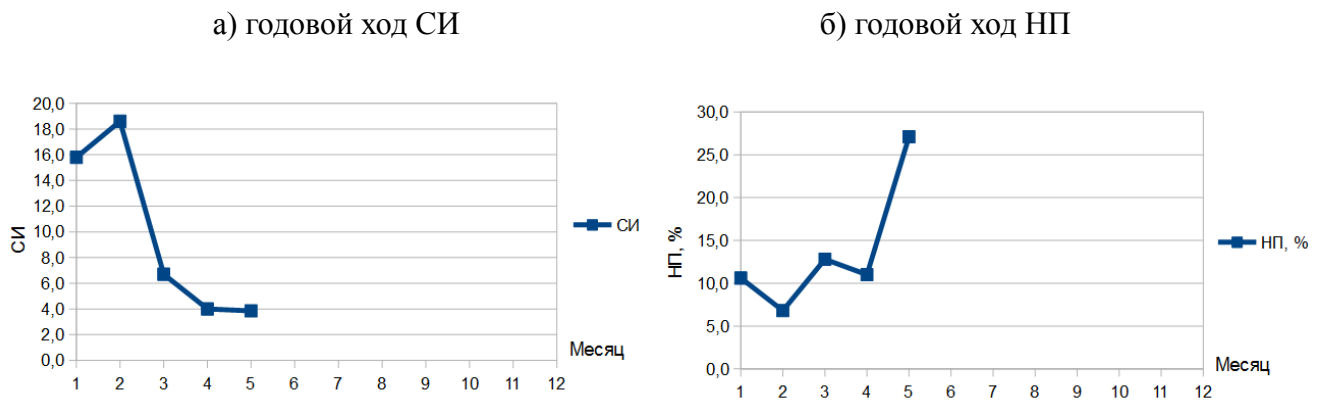 а) годовой ход СИ
б) годовой ход НП
20,0
18,0
16,0
14,0
12,0
10,0
8,0
6,0
4,0
2,0
0,0
СИ
1 2 3 4 5 6 7 8 9 10 11 12
Месяц
СИ
30,0
25,0
20,0
15,0
10,0
5,0
0,0
НП, %
1 2 3 4 5 6 7 8 9 10 11 12
Месяц
НП, %